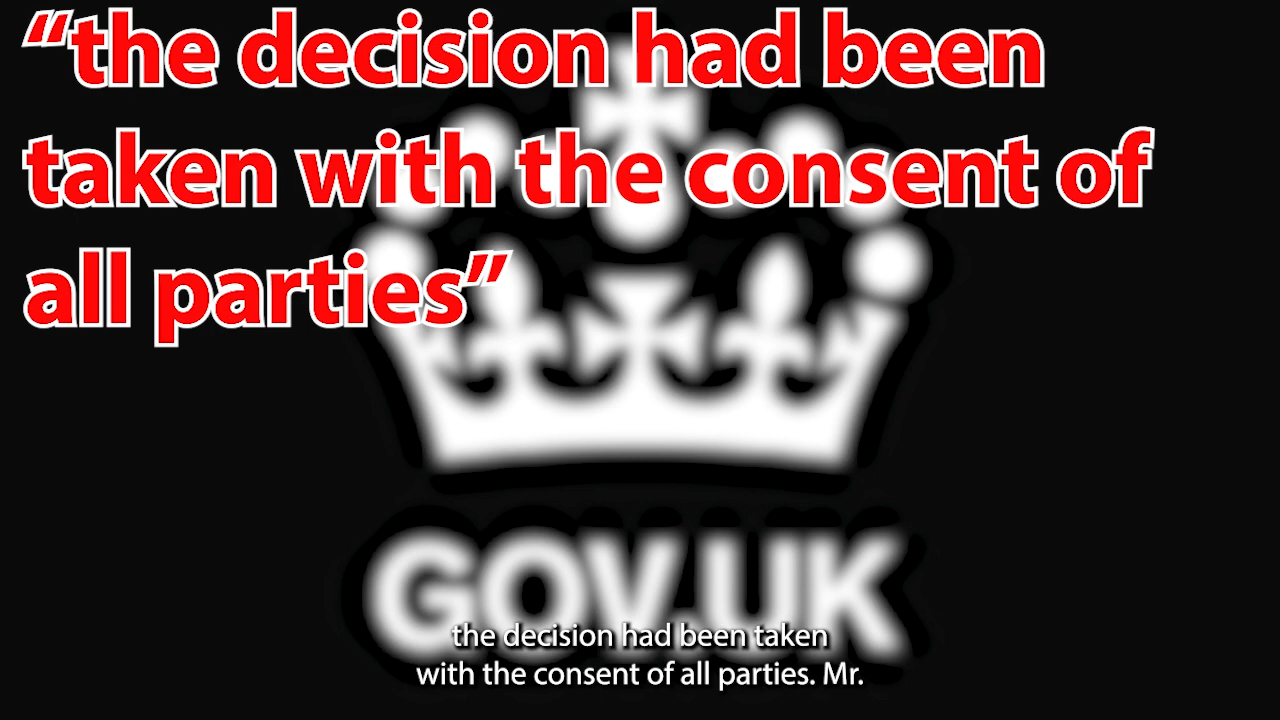 “the decision had been
taken with the consent of
all parties”
GOV.UK
the decision had been taken
with the consent of all parties. Mr.